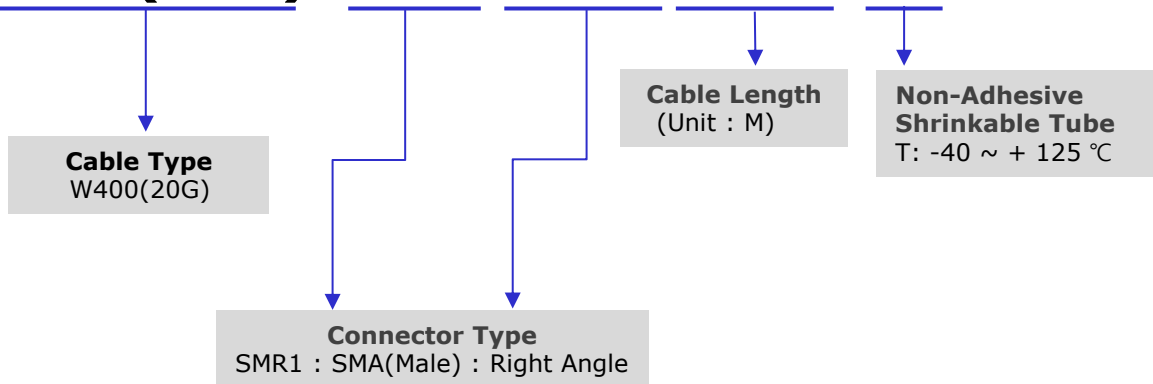 Cable Type
W400(20G)
Connector Type
SMR1 : SMA(Male) : Right Angle
Cable Length
(Unit : M)
Non-Adhesive
Shrinkable Tube
T: -40 ~ + 125 ℃